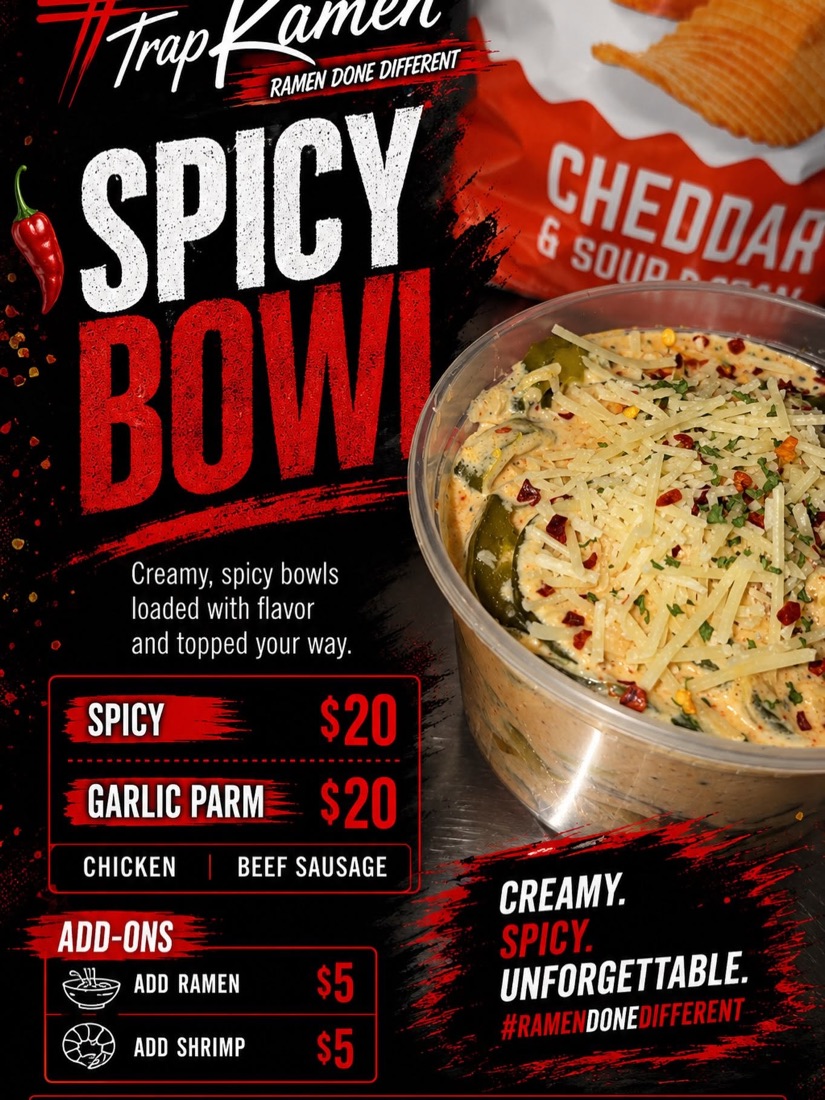 #TrapRamen
RAMEN DONE DIFFERENT
SPICY
BOWL
CHEDDAR
& SOUR CREAM
Creamy, spicy bowls
loaded with flavor
and topped your way.
SPICY $20
GARLIC PARM $20
CHICKEN | BEEF SAUSAGE
ADD-ONS
ADD RAMEN $5
ADD SHRIMP $5
CREAMY.
SPICY.
UNFORGETTABLE.
#RAMENDONEDIFFERENT